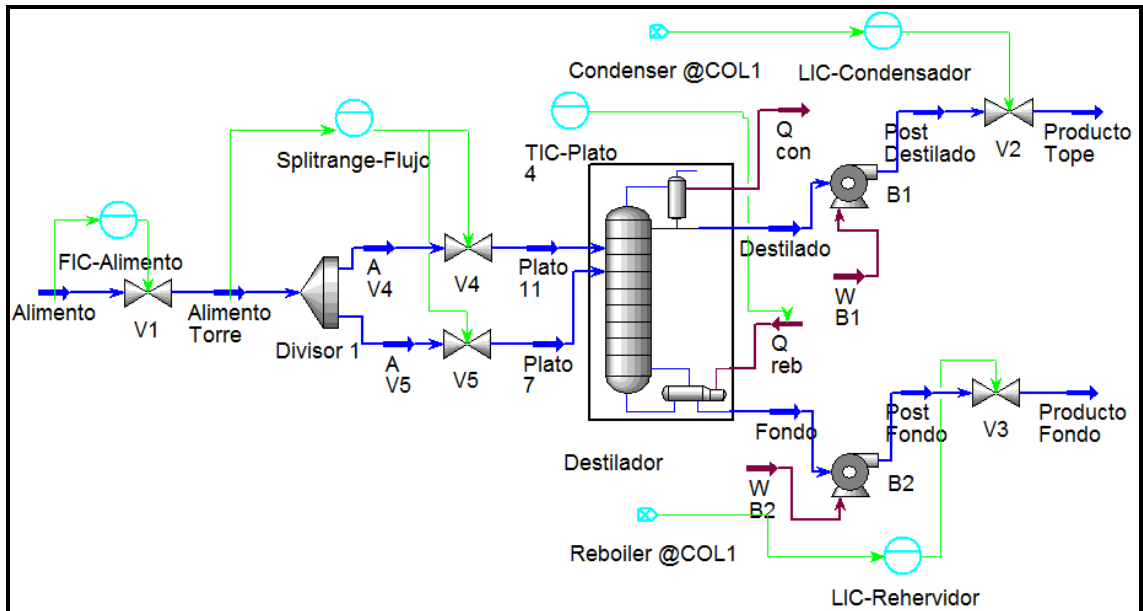 Condenser @COL1
LIC-Condensador
Splitrange-Flujo
TIC-Plato
4
Q
con
Post
Destilado
V2
Producto
Tope
B1
FIC-Alimento
A
V4
V4
Plato
11
Destilado
W
B1
Alimento
V1
Alimento
Torre
Divisor 1
A
V5
V5
Plato
7
Q
reb
Fondo
Post
Fondo
V3
Producto
Fondo
Destilador
W
B2
B2
Reboiler @COL1
LIC-Rehervidor